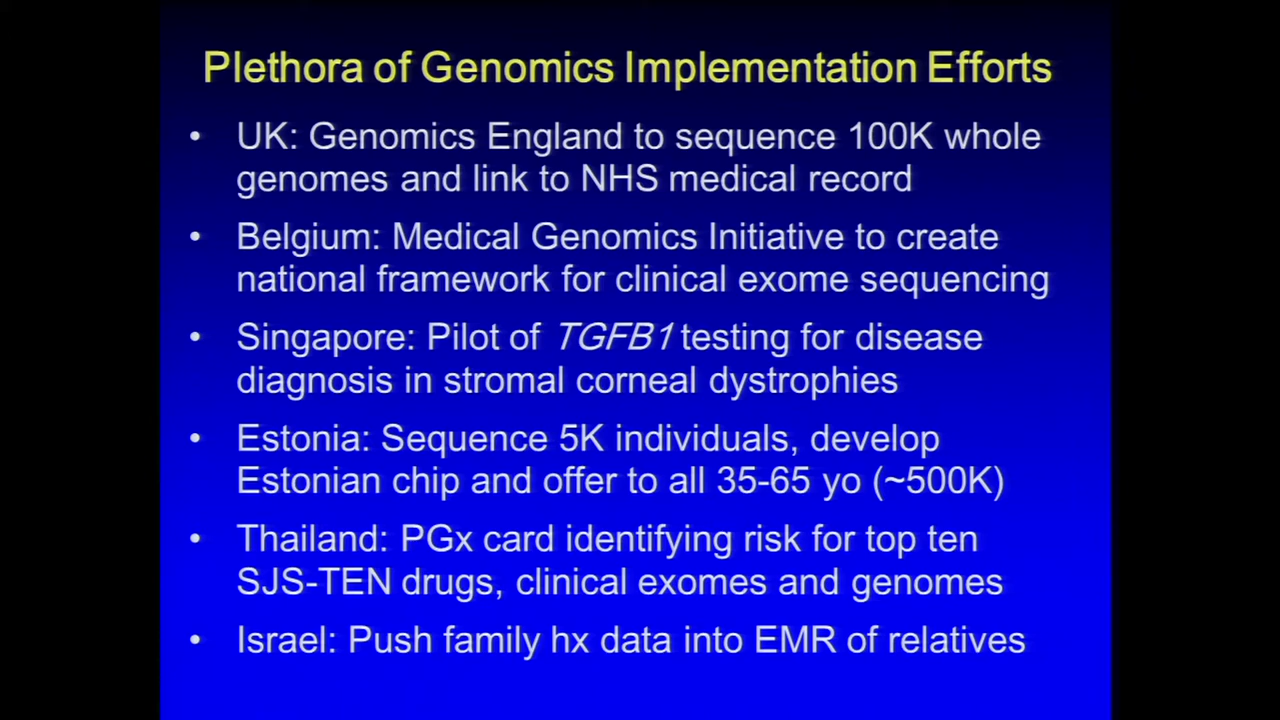 Plethora of Genomics Implementation Efforts
• UK: Genomics England to sequence 100K whole
genomes and link to NHS medical record
• Belgium: Medical Genomics Initiative to create
national framework for clinical exome sequencing
• Singapore: Pilot of TGFB1 testing for disease
diagnosis in stromal corneal dystrophies
• Estonia: Sequence 5K individuals, develop
Estonian chip and offer to all 35-65 yo (~500K)
• Thailand: PGx card identifying risk for top ten
SJS-TEN drugs, clinical exomes and genomes
• Israel: Push family hx data into EMR of relatives